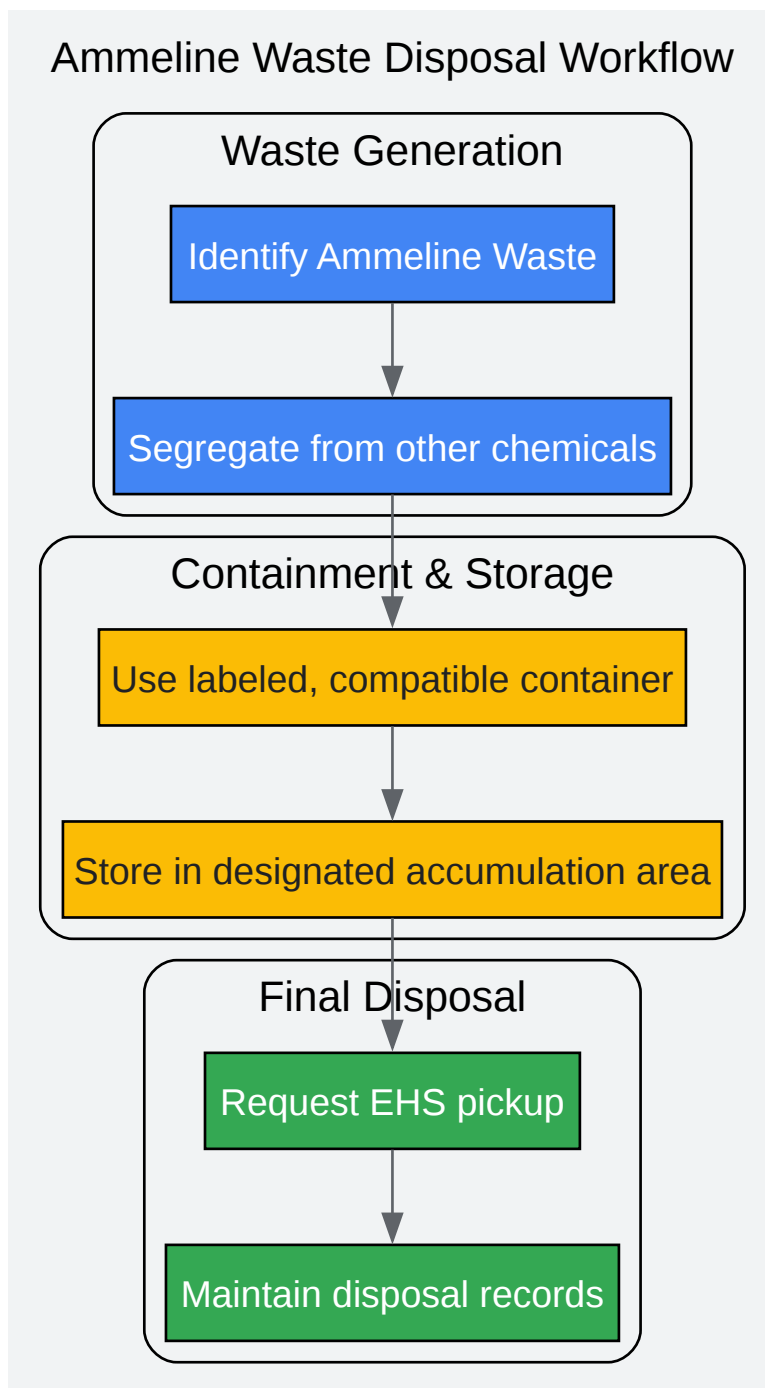 Ammeline Waste Disposal Workflow
Waste Generation
Identify Ammeline Waste
Segregate from other chemicals
Containment & Storage
Use labeled, compatible container
Store in designated accumulation area
Final Disposal
Request EHS pickup
Maintain disposal records